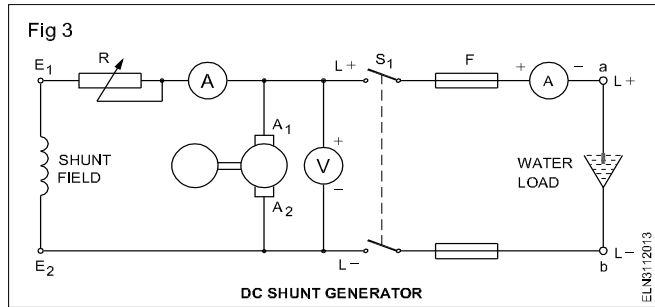 Fig 3
E1
R
A
L+
S1
F
+
A
-
a
L+
SHUNT
FIELD
A1
A2
V
+
-
WATER
LOAD
E2
L-
L-
b
DC SHUNT GENERATOR
ELN3112013